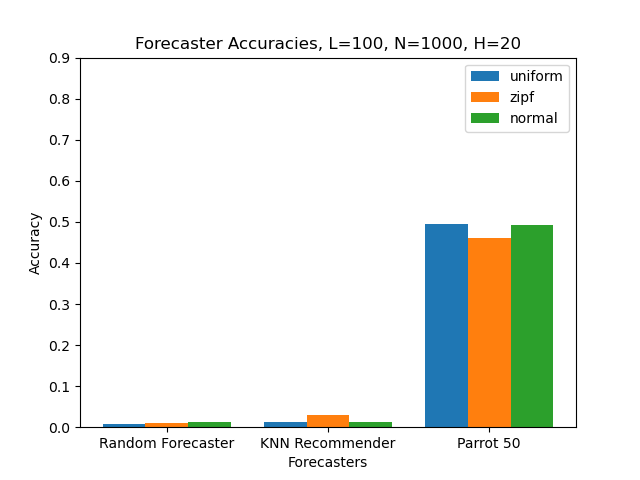 Forecaster Accuracies, L=100, N=1000, H=20
0.9
0.8
0.7
0.6
0.5
0.4
0.3
0.2
0.1
0.0
Accuracy
uniform
zipf
normal
Random Forecaster KNN Recommender Parrot 50
Forecasters